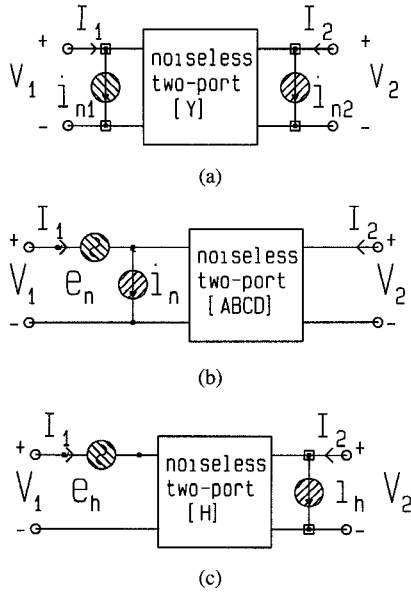 I1 I2
+ noiseless +
V1 in1 two-port in2 V2
[Y]
- -
(a)
I1 I2
+ noiseless +
V1 en in two-port V2
[ABCD]
- -
(b)
I1 I2
+ noiseless +
V1 eh two-port ih V2
[H]
- -
(c)